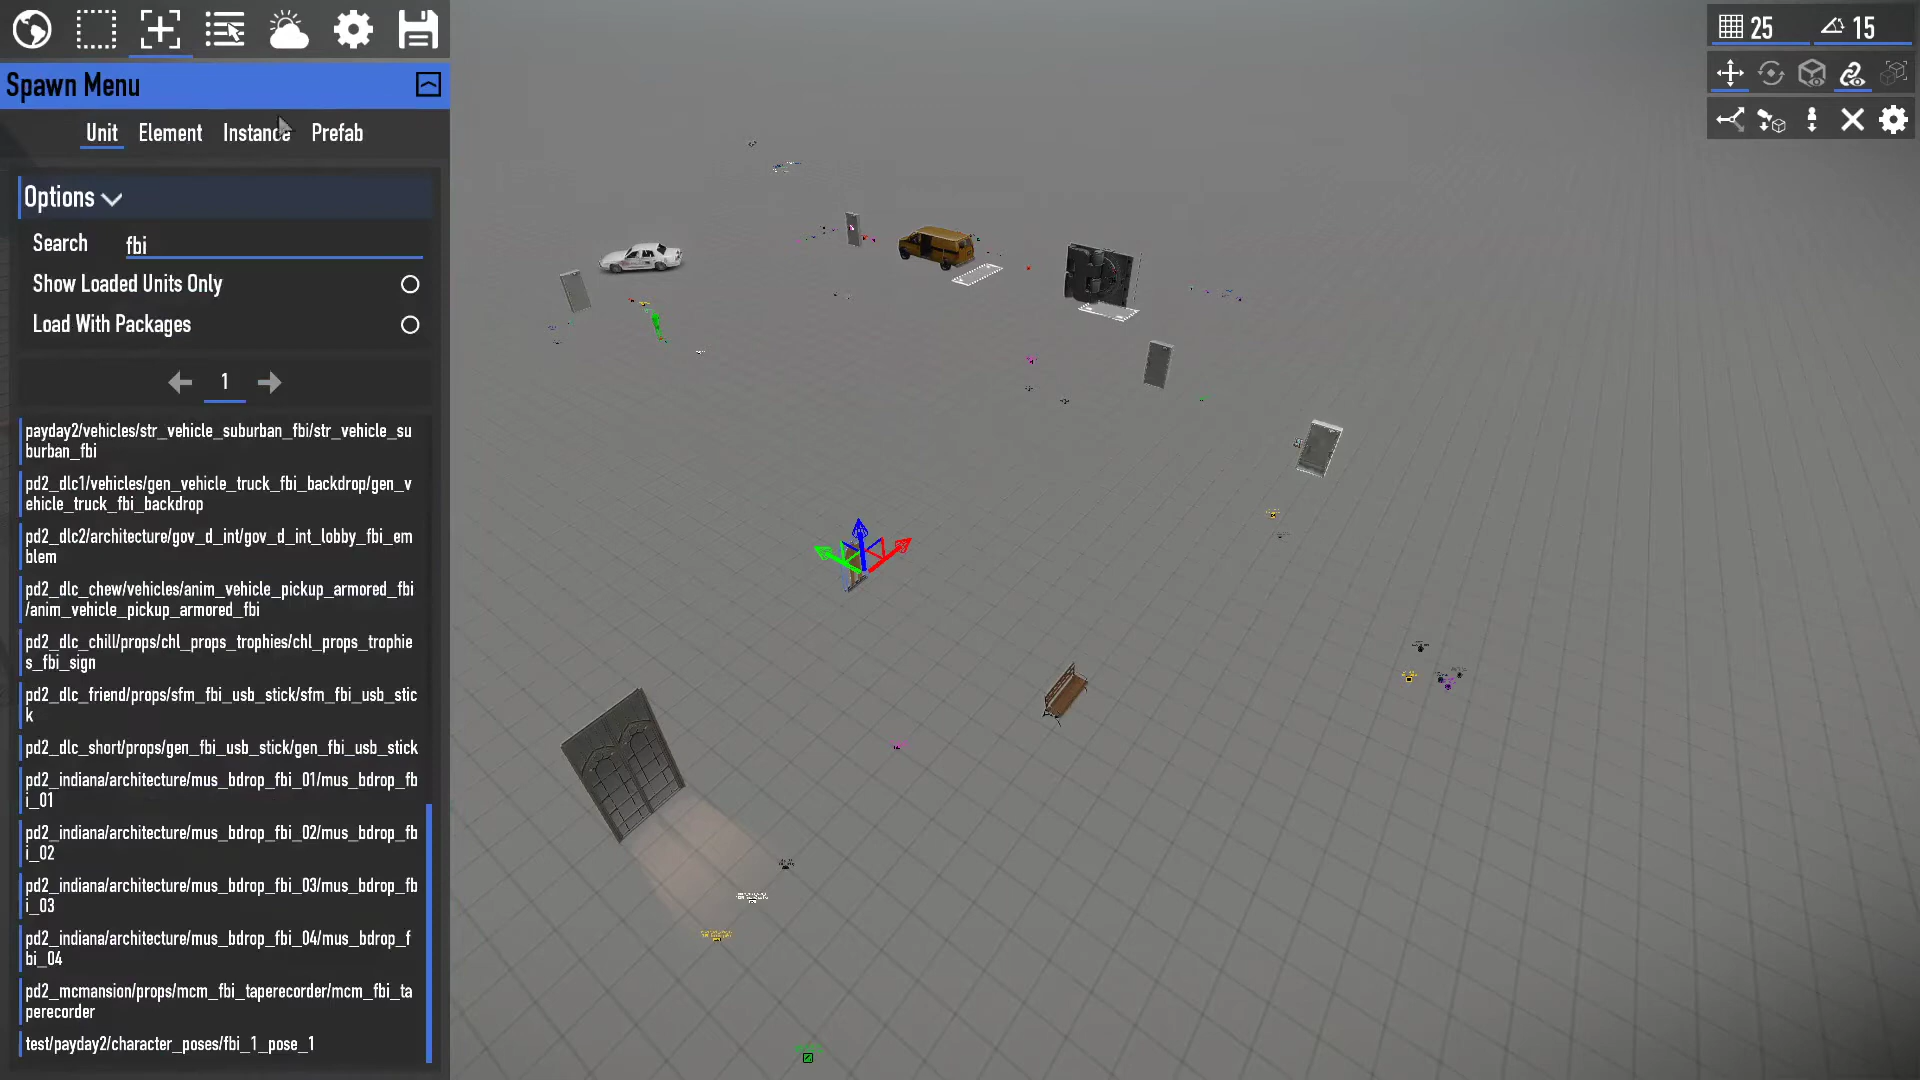 25
15
Spawn Menu
Unit Element Instance Prefab
Options
Search fbi
Show Loaded Units Only
Load With Packages
1
payday2/vehicles/str_vehicle_suburban_fbi/str_vehicle_su
burban_fbi
pd2_dlc1/vehicles/gen_vehicle_truck_fbi_backdrop/gen_v
ehicle_truck_fbi_backdrop
pd2_dlc2/architecture/gov_d_int/gov_d_int_lobby_fbi_em
blem
pd2_dlc_chew/vehicles/anim_vehicle_pickup_armored_fbi
/anim_vehicle_pickup_armored_fbi
pd2_dlc_chill/props/chl_props_trophies/chl_props_trophie
s_fbi_sign
pd2_dlc_friend/props/sfm_fbi_usb_stick/sfm_fbi_usb_stic
k
pd2_dlc_short/props/gen_fbi_usb_stick/gen_fbi_usb_stick
pd2_indiana/architecture/mus_bdrop_fbi_01/mus_bdrop_fb
i_01
pd2_indiana/architecture/mus_bdrop_fbi_02/mus_bdrop_fb
i_02
pd2_indiana/architecture/mus_bdrop_fbi_03/mus_bdrop_fb
i_03
pd2_indiana/architecture/mus_bdrop_fbi_04/mus_bdrop_f
bi_04
pd2_mcmansion/props/mcm_fbi_taperecorder/mcm_fbi_ta
perecorder
test/payday2/character_poses/fbi_1_pose_1